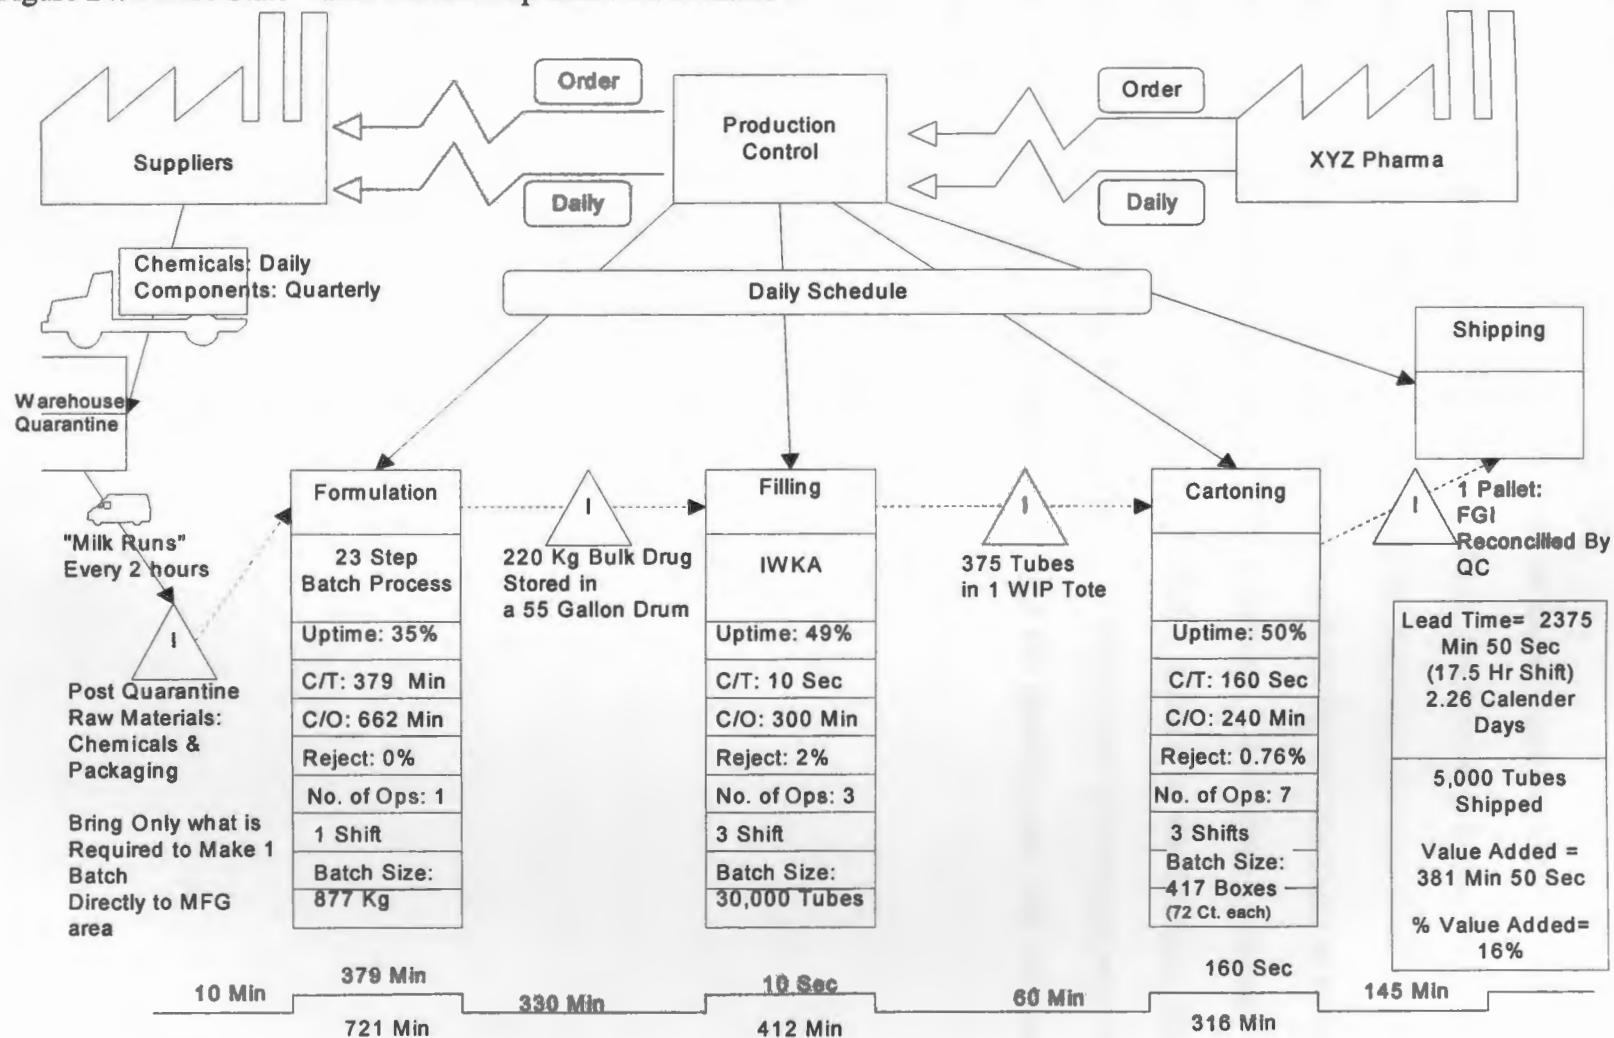 Order
Daily
Suppliers
Production
Control
Order
Daily
XYZ Pharma
Chemicals: Daily
Components: Quarterly
Daily Schedule
Shipping
Warehouse
Quarantine
"Milk Runs"
Every 2 hours
I
Post Quarantine
Raw Materials:
Chemicals &
Packaging
Bring Only what is
Required to Make 1
Batch
Directly to MFG
area
Formulation
23 Step
Batch Process
Uptime: 35%
C/T: 379 Min
C/O: 662 Min
Reject: 0%
No. of Ops: 1
1 Shift
Batch Size:
877 Kg
I
220 Kg Bulk Drug
Stored in
a 55 Gallon Drum
Filling
IWKA
Uptime: 49%
C/T: 10 Sec
C/O: 300 Min
Reject: 2%
No. of Ops: 3
3 Shift
Batch Size:
30,000 Tubes
I
375 Tubes
in 1 WIP Tote
Cartoning
Uptime: 50%
C/T: 160 Sec
C/O: 240 Min
Reject: 0.76%
No. of Ops: 7
3 Shifts
Batch Size:
417 Boxes
(72 Ct. each)
I
1 Pallet:
FGI
Reconciled By
QC
Lead Time= 2375
Min 50 Sec
(17.5 Hr Shift)
2.26 Calender
Days
5,000 Tubes
Shipped
Value Added =
381 Min 50 Sec
% Value Added=
16%
10 Min
379 Min
721 Min
330 Min
10 Sec
412 Min
60 Min
160 Sec
316 Min
145 Min